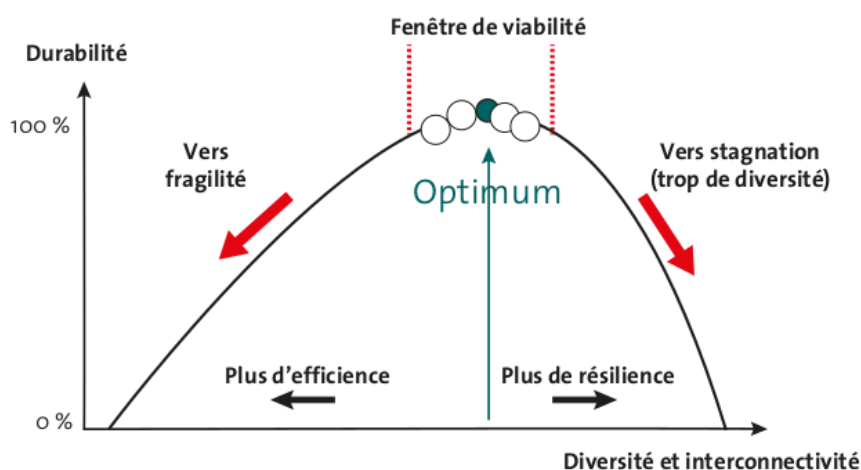 Fenêtre de viabilité
Durabilité
100 %
Vers
fragilité
Vers stagnation
(trop de diversité)
Optimum
Plus d’efficience
Plus de résilience
0 %
Diversité et interconnectivité